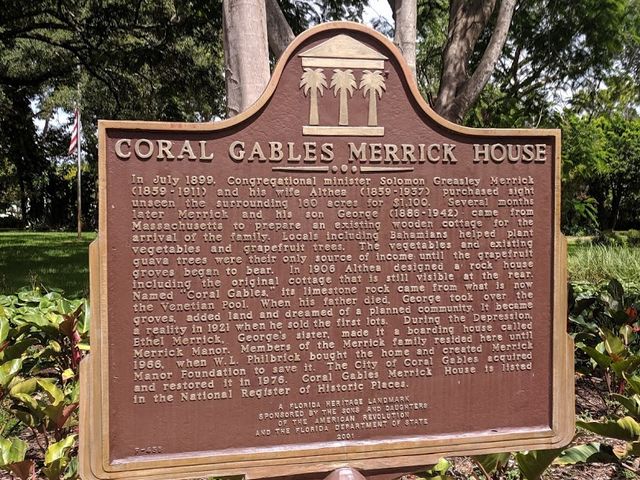 CORAL GABLES MERRICK HOUSE
In July 1899, Congregational minister Solomon Greasley Merrick
(1859-1911) and his wife Althea (1859-1937) purchased sight
unseen the surrounding 160 acres for $1,100. Several months
later Merrick and his son George (1886-1942) came from
Massachusetts to prepare an existing wooden cottage for the
arrival of the family. Locals including Bahamians helped plant
vegetables and grapefruit trees. The vegetables and existing
guava trees were their only source of income until the grapefruit
groves began to bear. In 1906 Althea designed a rock house
including the original cottage that is still visible at the rear.
Named "Coral Gables," its limestone rock came from what is now
the Venetian Pool. When his father died, George took over the
groves, added land and dreamed of a planned community. It became
a reality in 1921 when he sold the first lots. During the Depression,
Ethel Merrick, George's sister, made it a boarding house called
Merrick Manor. Members of the Merrick family resided here until
1966, when W.L. Philbrick bought the home and created Merrick
Manor Foundation to save it. The City of Coral Gables acquired
and restored it in 1976. Coral Gables Merrick House is listed
in the National Register of Historic Places.
A FLORIDA HERITAGE LANDMARK
SPONSORED BY THE SONS AND DAUGHTERS
OF THE AMERICAN REVOLUTION
AND THE FLORIDA DEPARTMENT OF STATE
2001